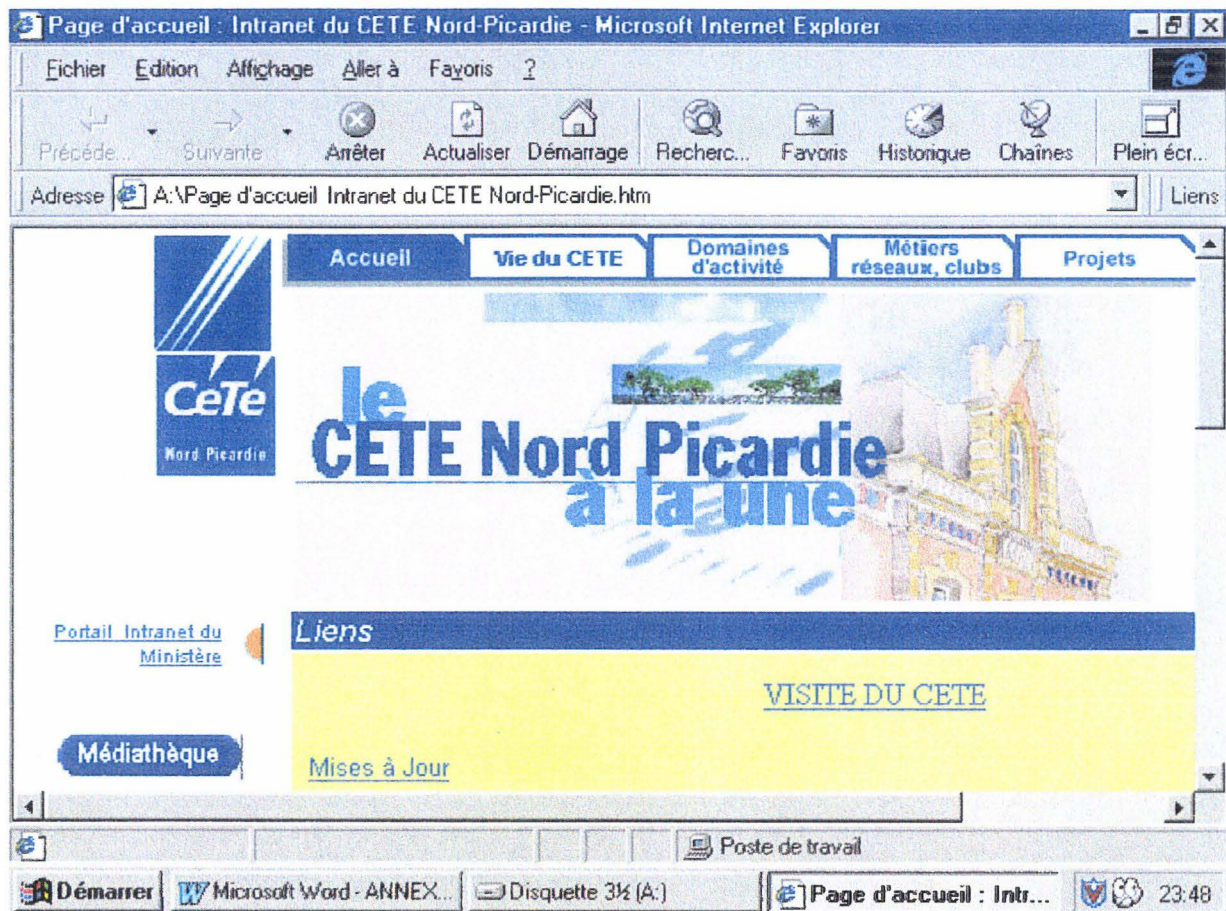 Page d'accueil : Intranet du CETE Nord-Picardie - Microsoft Internet Explorer
Fichier Edition Affichage Aller à Favoris ?
Précéde... Suivante Arrêter Actualiser Démarrage Recherc... Favoris Historique Chaînes Plein écr...
Adresse A:\Page d'accueil Intranet du CETE Nord-Picardie.htm Liens
Accueil Vie du CETE Domaines d'activité Métiers réseaux, clubs Projets
CeTe
Nord Picardie
le
CETE Nord Picardie
à la une
Portail Intranet du
Ministère
Liens
VISITE DU CETE
Médiathèque
Mises à Jour
Poste de travail
Démarrer Microsoft Word - ANNEX... Disquette 3½ (A:) Page d'accueil : Intr... 23:48